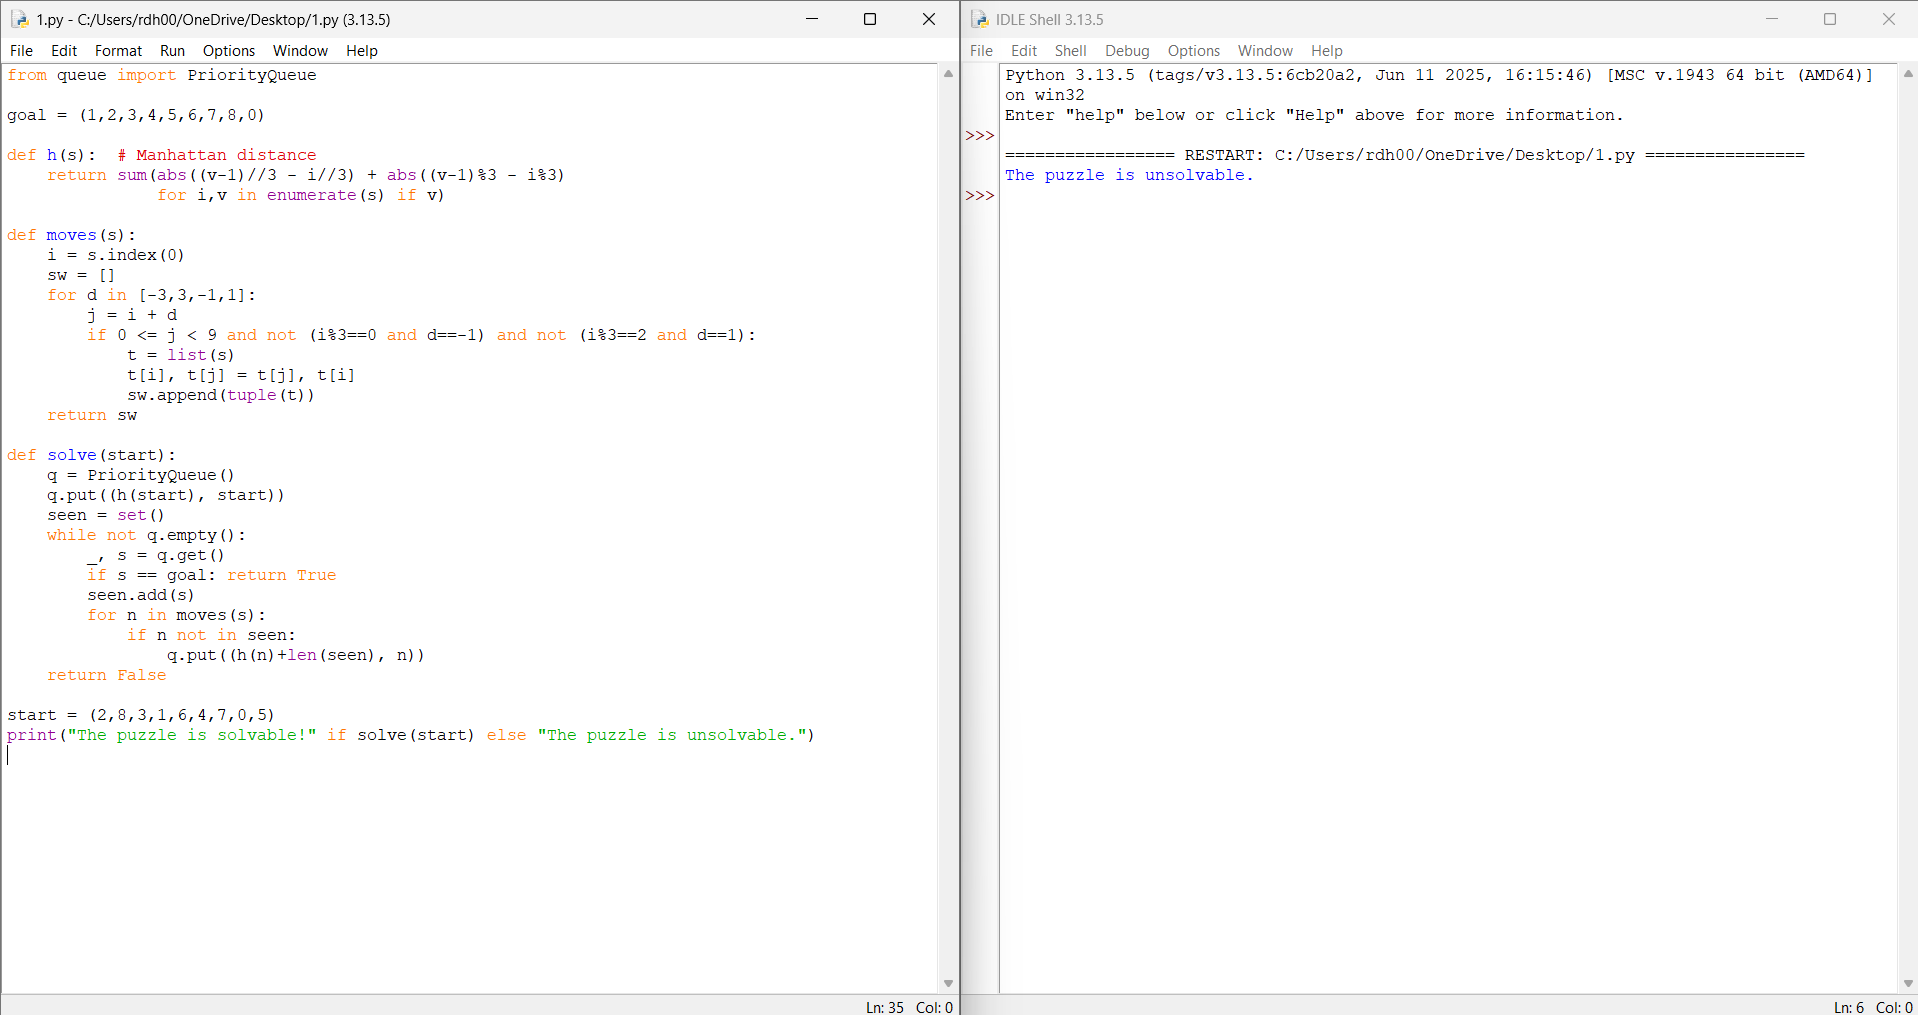 1.py - C:/Users/rdh00/OneDrive/Desktop/1.py (3.13.5)
File Edit Format Run Options Window Help
from queue import PriorityQueue

goal = (1,2,3,4,5,6,7,8,0)

def h(s):  # Manhattan distance
    return sum(abs((v-1)//3 - i//3) + abs((v-1)%3 - i%3)
               for i,v in enumerate(s) if v)

def moves(s):
    i = s.index(0)
    sw = []
    for d in [-3,3,-1,1]:
        j = i + d
        if 0 <= j < 9 and not (i%3==0 and d==-1) and not (i%3==2 and d==1):
            t = list(s)
            t[i], t[j] = t[j], t[i]
            sw.append(tuple(t))
    return sw

def solve(start):
    q = PriorityQueue()
    q.put((h(start), start))
    seen = set()
    while not q.empty():
        _, s = q.get()
        if s == goal: return True
        seen.add(s)
        for n in moves(s):
            if n not in seen:
                q.put((h(n)+len(seen), n))
    return False

start = (2,8,3,1,6,4,7,0,5)
print("The puzzle is solvable!" if solve(start) else "The puzzle is unsolvable.")
Ln: 35 Col: 0
IDLE Shell 3.13.5
File Edit Shell Debug Options Window Help
Python 3.13.5 (tags/v3.13.5:6cb20a2, Jun 11 2025, 16:15:46) [MSC v.1943 64 bit (AMD64)]
on win32
Enter "help" below or click "Help" above for more information.
>>>
================= RESTART: C:/Users/rdh00/OneDrive/Desktop/1.py ================
The puzzle is unsolvable.
>>>
Ln: 6 Col: 0